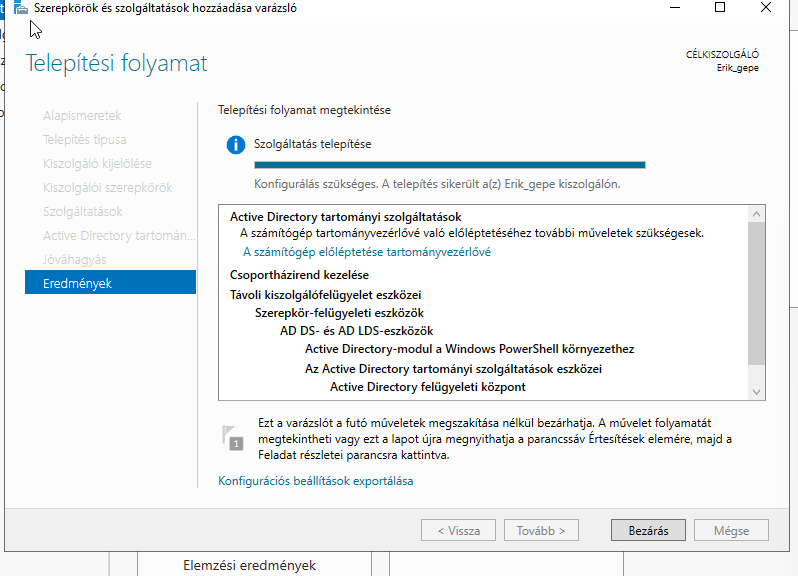 Szerepkörök és szolgáltatások hozzáadása varázsló
Telepítési folyamat
CÉLKISZOLGÁLÓ
Erik_gepe
Alapismeretek
Telepítés típusa
Kiszolgáló kijelölése
Kiszolgálói szerepkörök
Szolgáltatások
Active Directory tartomán...
Jóváhagyás
Eredmények
Telepítési folyamat megtekintése
Szolgáltatás telepítése
Konfigurálás szükséges. A telepítés sikerült a(z) Erik_gepe kiszolgálón.
Active Directory tartományi szolgáltatások
A számítógép tartományvezérlővé való előléptetéséhez további műveletek szükségesek.
A számítógép előléptetése tartományvezérlővé
Csoportházirend kezelése
Távoli kiszolgálófelügyelet eszközei
Szerepkör-felügyeleti eszközök
AD DS- és AD LDS-eszközök
Active Directory-modul a Windows PowerShell környezethez
Az Active Directory tartományi szolgáltatások eszközei
Active Directory felügyeleti központ
1
Ezt a varázslót a futó műveletek megszakítása nélkül bezárhatja. A művelet folyamatát
megtekintheti vagy ezt a lapot újra megnyithatja a parancssáv Értesítések elemére, majd a
Feladat részletei parancsra kattintva.
Konfigurációs beállítások exportálása
< Vissza
Tovább >
Bezárás
Mégse
Elemzési eredmények